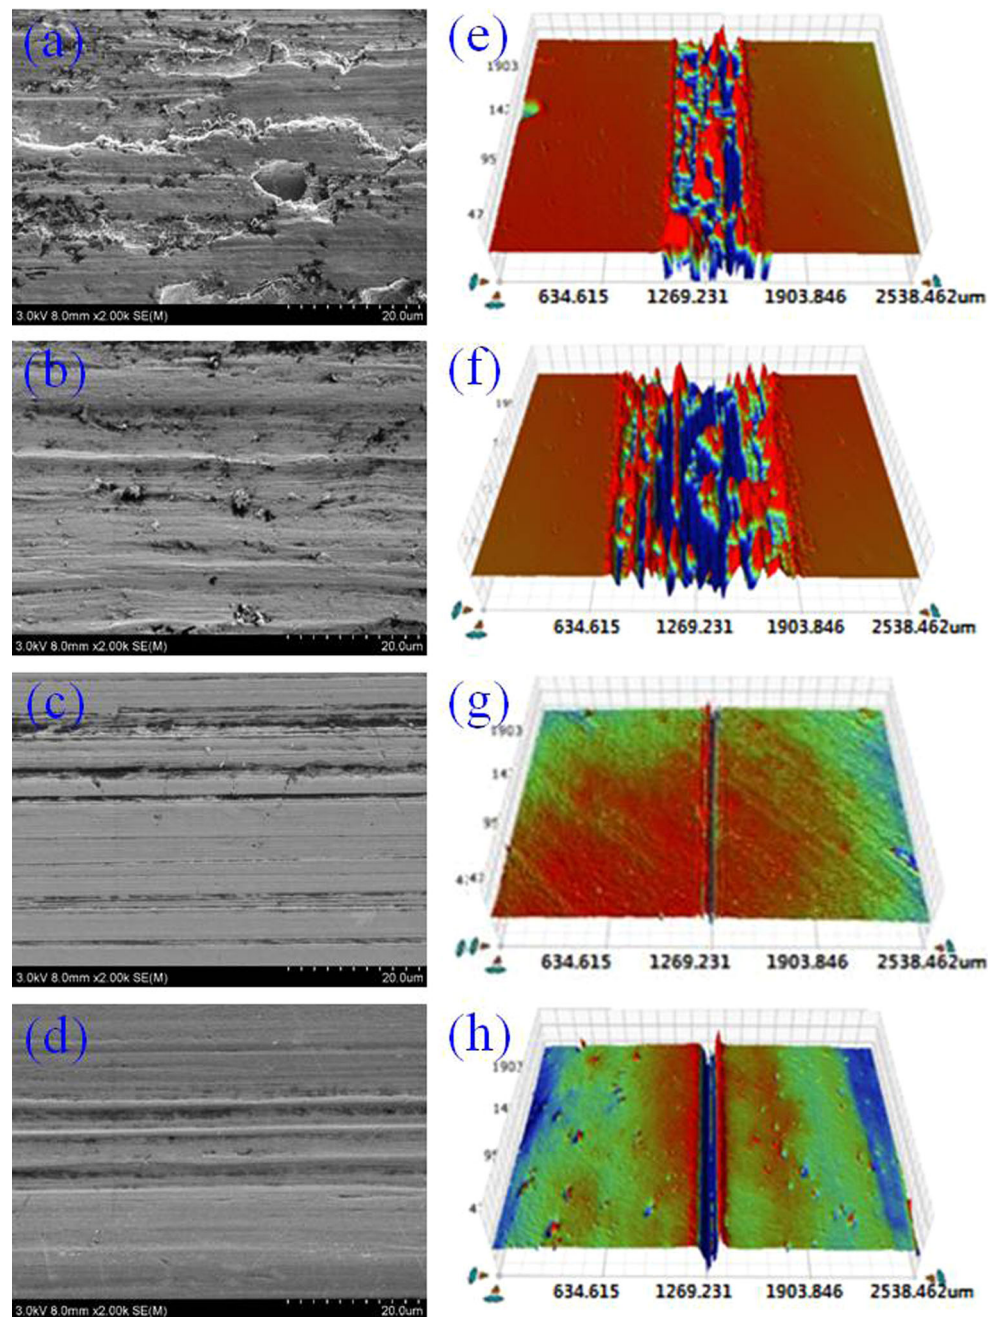 (a)
3.0kV 8.0mm x2.00k SE(M) 20.0um
(e)
1903
95
634.615 1269.231 1903.846 2538.462um
(b)
3.0kV 8.0mm x2.00k SE(M) 20.0um
(f)
634.615 1269.231 1903.846 2538.462um
(c)
3.0kV 8.0mm x2.00k SE(M) 20.0um
(g)
1903
634.615 1269.231 1903.846 2538.462um
(d)
3.0kV 8.0mm x2.00k SE(M) 20.0um
(h)
634.615 1269.231 1903.846 2538.462um